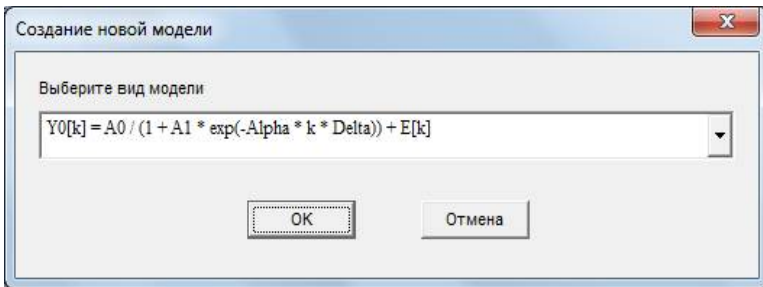 Создание новой модели
Выберите вид модели
Y0[k] = A0 / (1 + A1 * exp(-Alpha * k * Delta)) + E[k]
OK Отмена